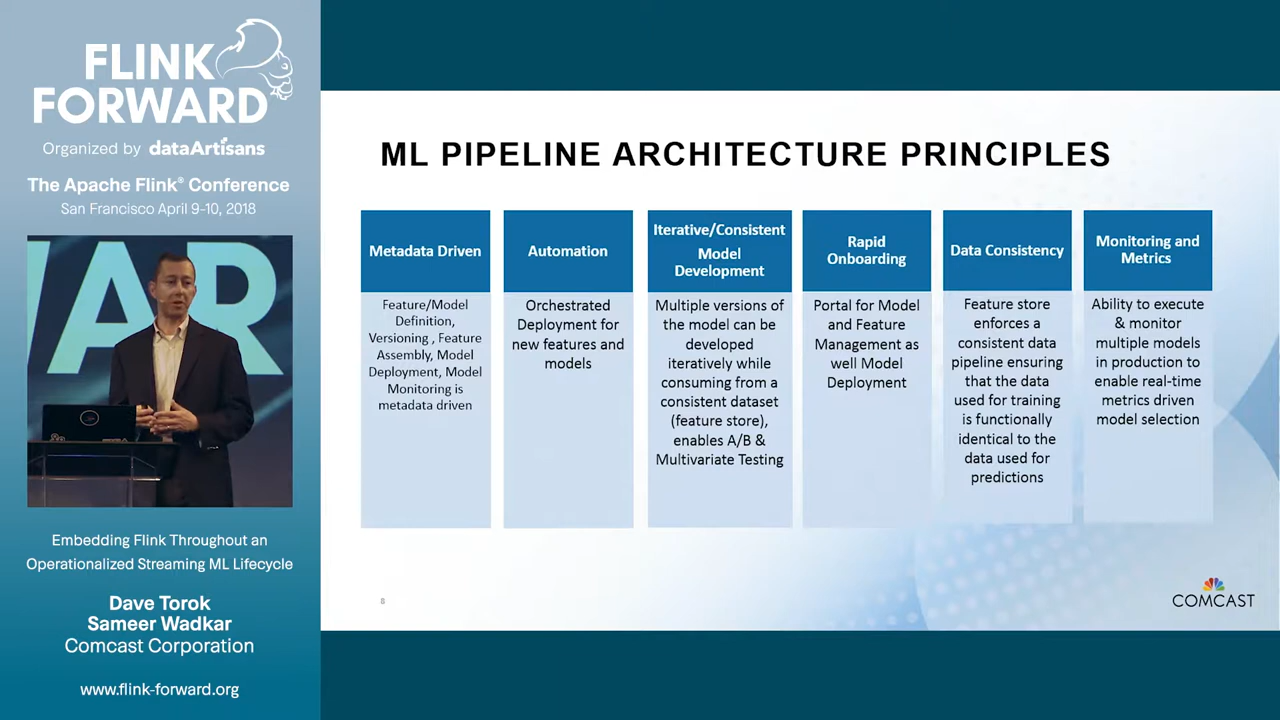 FLINK
FORWARD
Organized by dataArtisans
The Apache Flink® Conference
San Francisco April 9-10, 2018
WAR
Embedding Flink Throughout an
Operationalized Streaming ML Lifecycle
Dave Torok
Sameer Wadkar
Comcast Corporation
www.flink-forward.org
ML PIPELINE ARCHITECTURE PRINCIPLES
Metadata Driven
Feature/Model
Definition,
Versioning , Feature
Assembly, Model
Deployment, Model
Monitoring is
metadata driven
Automation
Orchestrated
Deployment for
new features and
models
Iterative/Consistent
Model
Development
Multiple versions of
the model can be
developed
iteratively while
consuming from a
consistent dataset
(feature store),
enables A/B &
Multivariate Testing
Rapid
Onboarding
Portal for Model
and Feature
Management as
well Model
Deployment
Data Consistency
Feature store
enforces a
consistent data
pipeline ensuring
that the data
used for training
is functionally
identical to the
data used for
predictions
Monitoring and
Metrics
Ability to execute
& monitor
multiple models
in production to
enable real-time
metrics driven
model selection
8
COMCAST